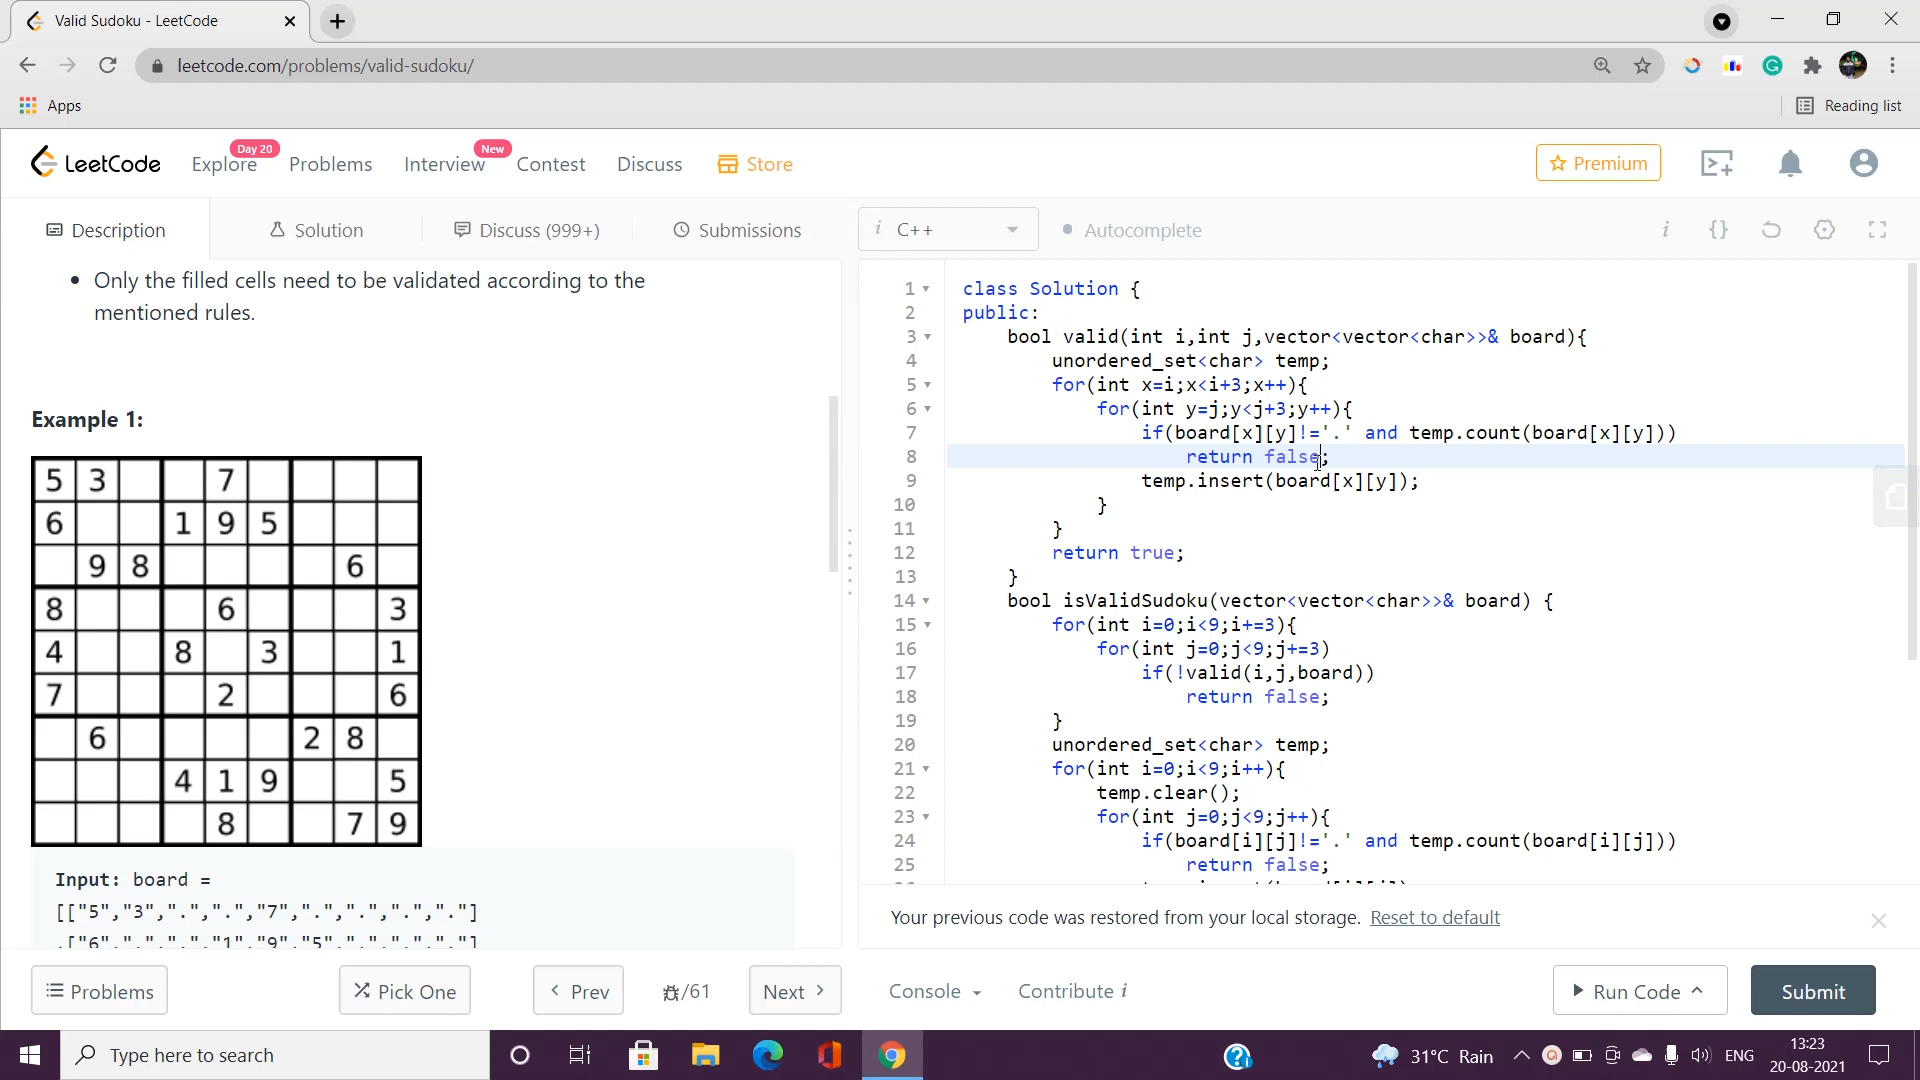 Valid Sudoku - LeetCode
leetcode.com/problems/valid-sudoku/
Apps
Reading list
LeetCode
Explore Day 20
Problems
Interview New
Contest
Discuss
Store
Premium
Description
Solution
Discuss (999+)
Submissions
i C++
Autocomplete
i {}
Only the filled cells need to be validated according to the
mentioned rules.
Example 1:
5 3 7
6 1 9 5
9 8 6
8 6 3
4 8 3 1
7 2 6
6 2 8
4 1 9 5
8 7 9
Input: board =
[["5","3",".",".","7",".",".",".","."]
,["6",".",".","1","9","5",".",".","."]
1 class Solution {
2 public:
3 bool valid(int i,int j,vector<vector<char>>& board){
4 unordered_set<char> temp;
5 for(int x=i;x<i+3;x++){
6 for(int y=j;y<j+3;y++){
7 if(board[x][y]!='.' and temp.count(board[x][y]))
8 return false;
9 temp.insert(board[x][y]);
10 }
11 }
12 return true;
13 }
14 bool isValidSudoku(vector<vector<char>>& board) {
15 for(int i=0;i<9;i+=3){
16 for(int j=0;j<9;j+=3)
17 if(!valid(i,j,board))
18 return false;
19 }
20 unordered_set<char> temp;
21 for(int i=0;i<9;i++){
22 temp.clear();
23 for(int j=0;j<9;j++){
24 if(board[i][j]!='.' and temp.count(board[i][j]))
25 return false;
Your previous code was restored from your local storage. Reset to default
Problems
Pick One
Prev
/61
Next
Console
Contribute i
Run Code
Submit
Type here to search
31°C Rain
ENG
13:23
20-08-2021